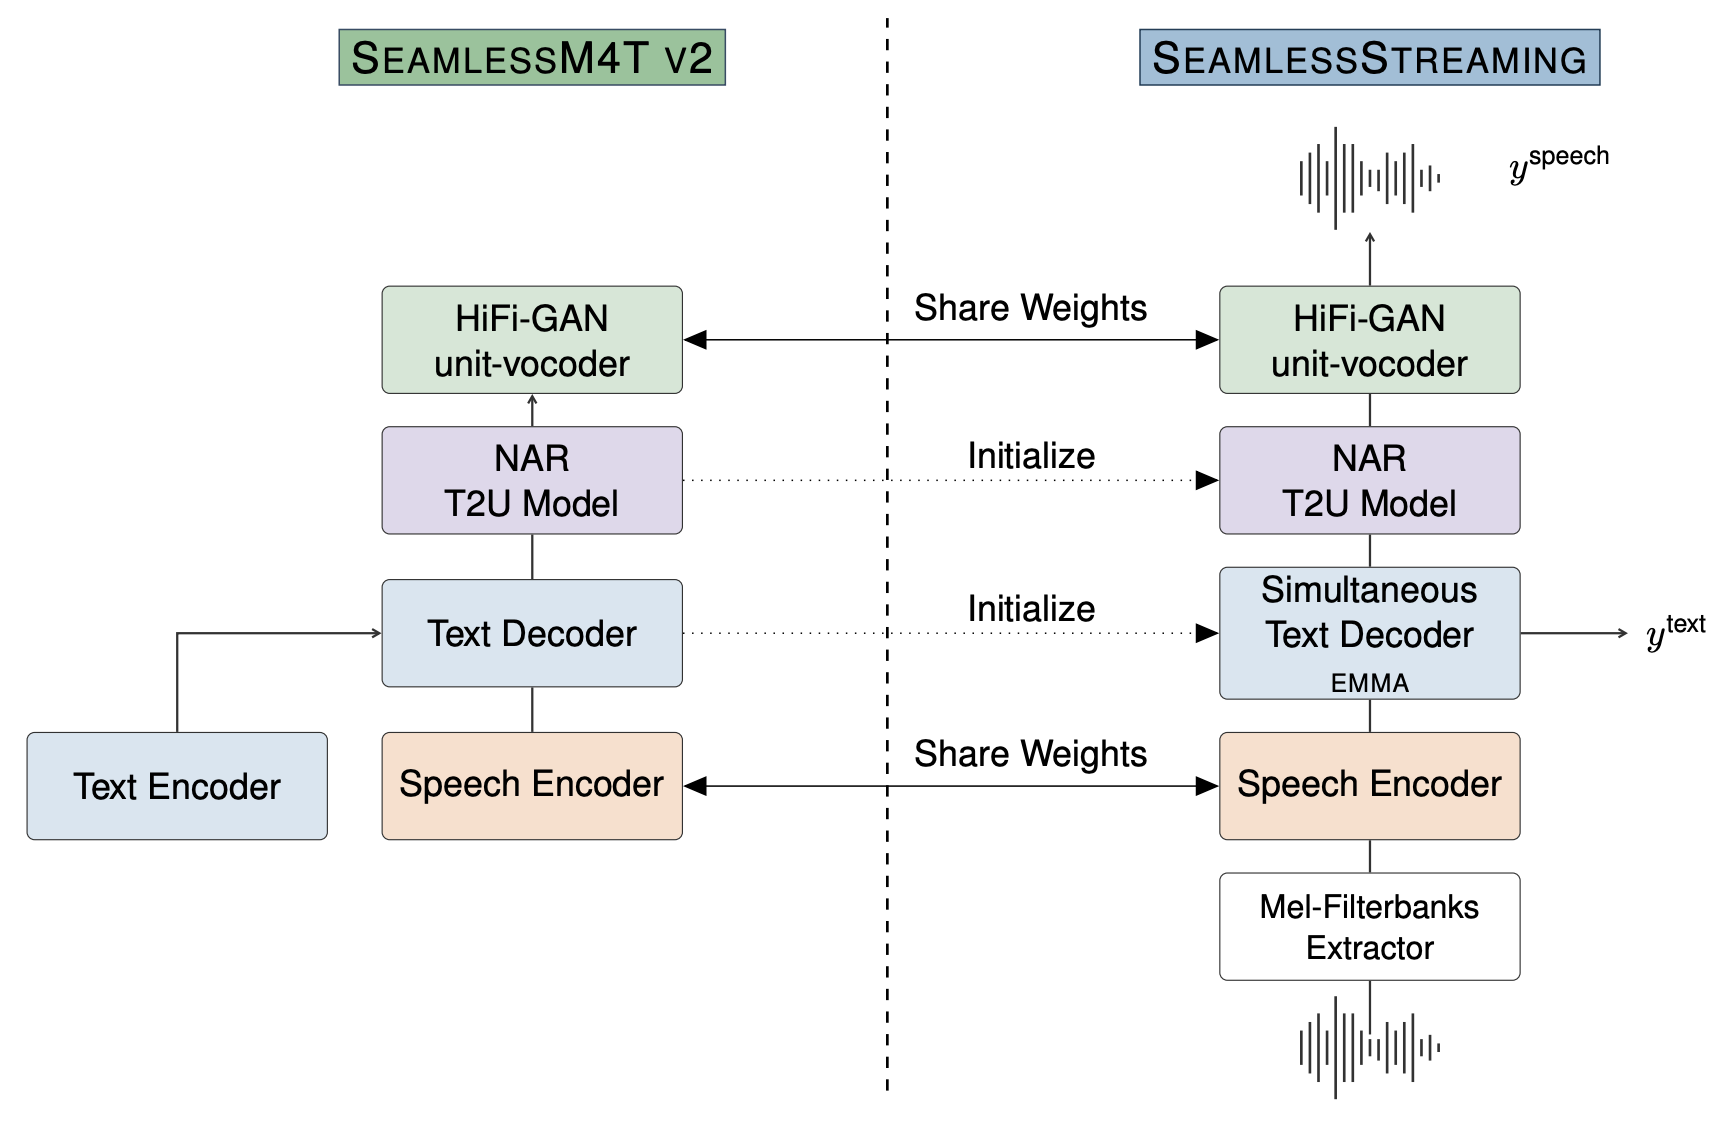 SEAMLESSM4T V2
SEAMLESSSTREAMING
y^speech
HiFi-GAN
unit-vocoder
Share Weights
HiFi-GAN
unit-vocoder
NAR
T2U Model
Initialize
NAR
T2U Model
Text Decoder
Initialize
Simultaneous
Text Decoder
EMMA
y^text
Text Encoder
Speech Encoder
Share Weights
Speech Encoder
Mel-Filterbanks
Extractor